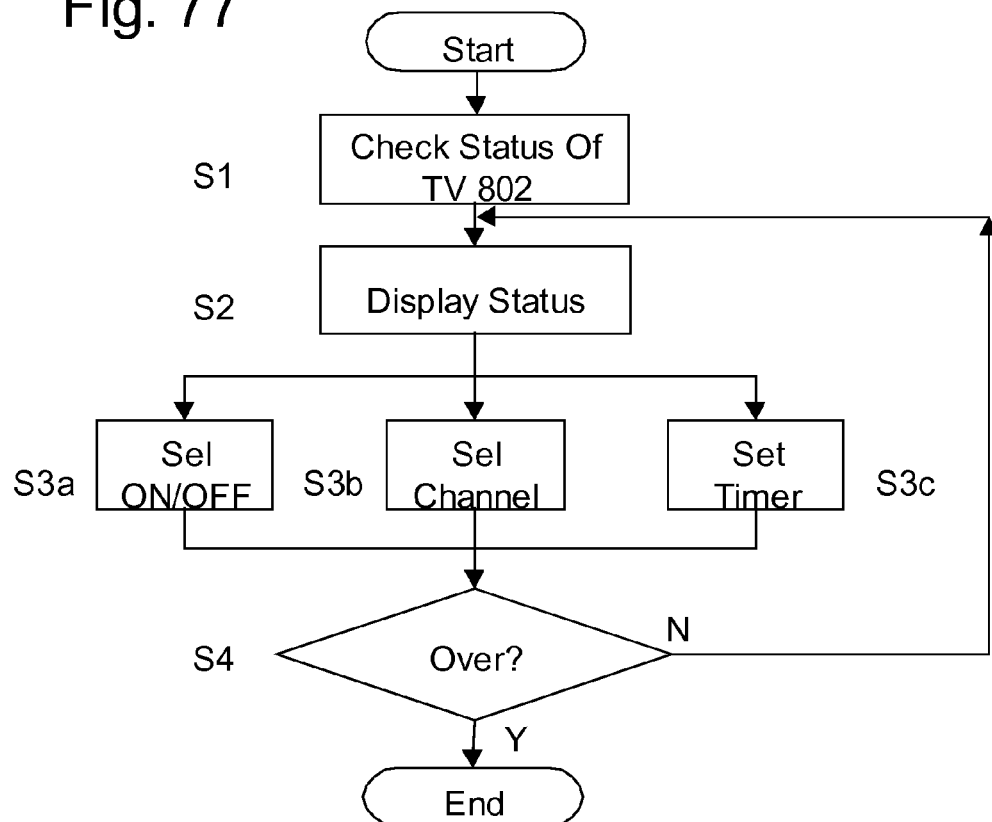 Fig. 77
Start
Check Status Of
TV 802
S1
Display Status
S2
Sel
ON/OFF
S3a
Sel
Channel
S3b
Set
Timer
S3c
Over?
S4
N
Y
End